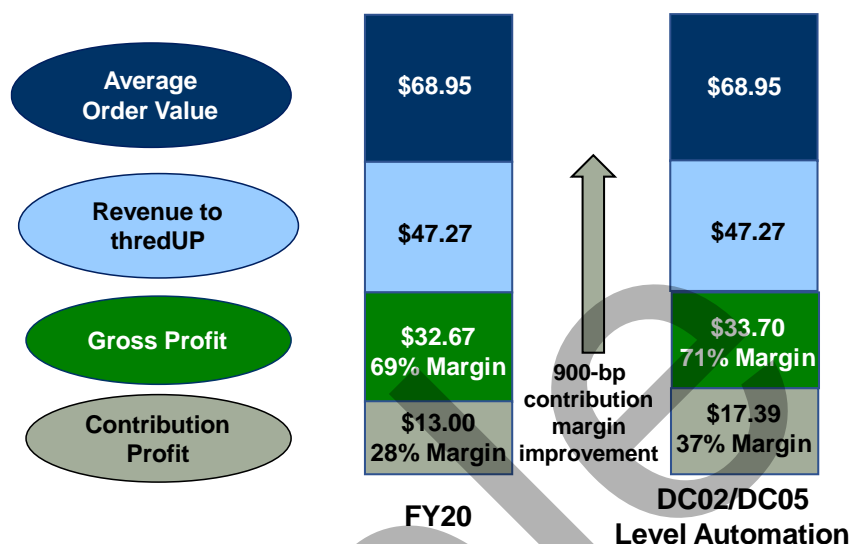 Average
Order Value
$68.95
$68.95
Revenue to
thredUP
$47.27
$47.27
Gross Profit
$32.67
69% Margin
$33.70
71% Margin
900-bp
contribution
margin
improvement
Contribution
Profit
$13.00
28% Margin
$17.39
37% Margin
FY20
DC02/DC05
Level Automation